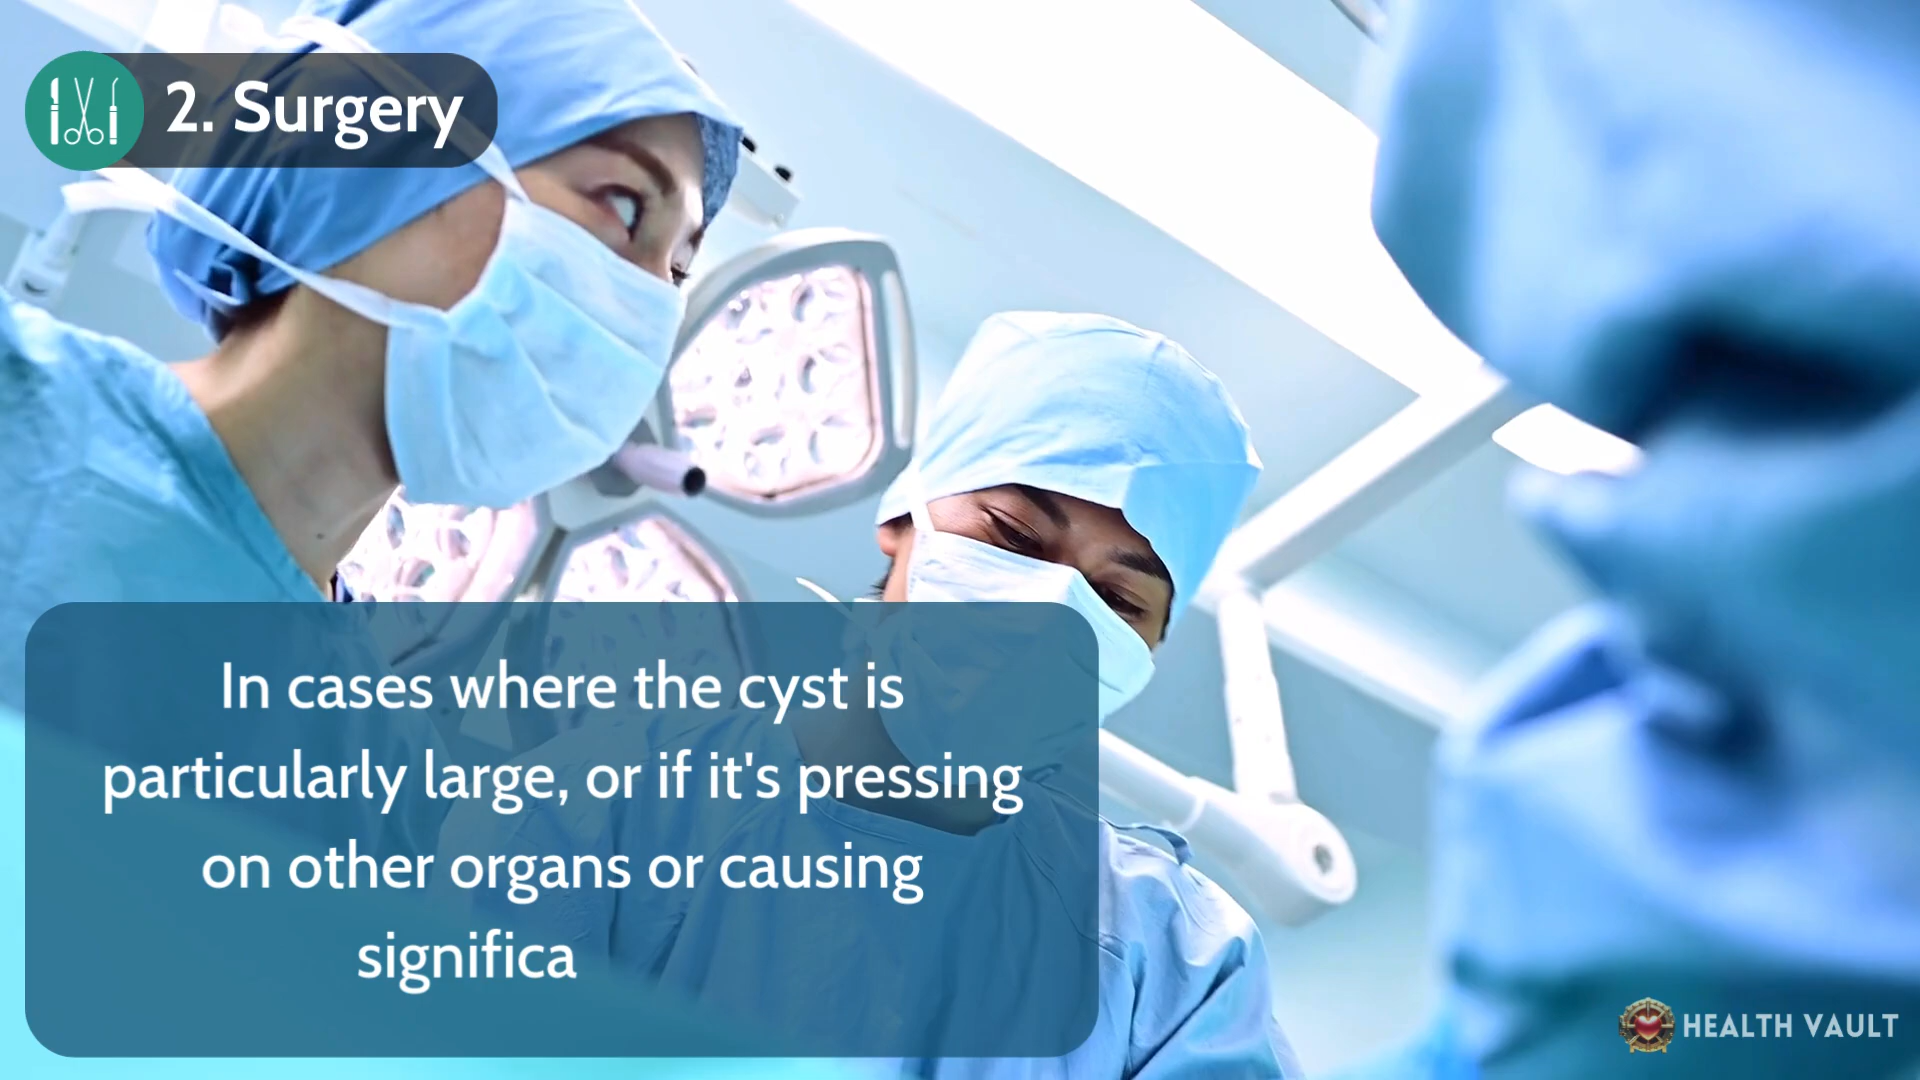 2. Surgery
In cases where the cyst is
particularly large, or if it's pressing
on other organs or causing
significa
HEALTH VAULT